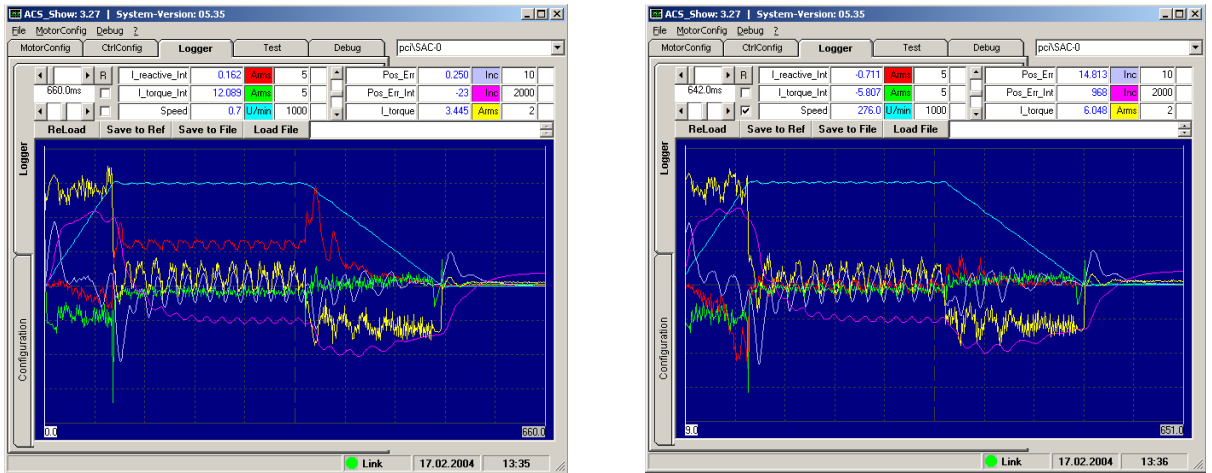 ACS_Show: 3.27 | System-Version: 05.35
File MotorConfig Debug ?
MotorConfig CtrlConfig Logger Test Debug pci\SAC-0
R I_reactive_Int 0.162 Arms 5 Pos_Err 0.250 Inc 10
660.0ms I_torque_Int 12.089 Arms 5 Pos_Err_Int -23 Inc 2000
Speed 0.7 U/min 1000 I_torque 3.445 Arms 2
ReLoad Save to Ref Save to File Load File
Logger
Configuration
0.0 660.0
Link 17.02.2004 13:35
ACS_Show: 3.27 | System-Version: 05.35
File MotorConfig Debug ?
MotorConfig CtrlConfig Logger Test Debug pci\SAC-0
R I_reactive_Int -0.711 Arms 5 Pos_Err 14.813 Inc 10
642.0ms I_torque_Int -5.807 Arms 5 Pos_Err_Int 968 Inc 2000
Speed 276.0 U/min 1000 I_torque 6.048 Arms 2
ReLoad Save to Ref Save to File Load File
Logger
Configuration
9.0 651.0
Link 17.02.2004 13:36